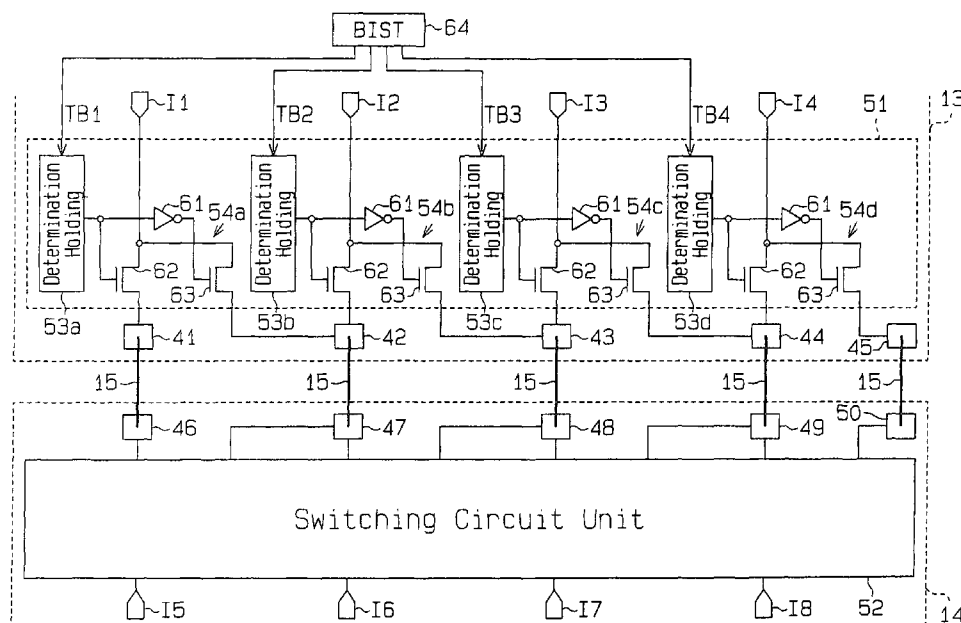 BIST 64
TB1 I1 TB2 I2 TB3 I3 TB4 I4 51 13
Determination Holding 61 54a Determination Holding 61 54b Determination Holding 61 54c Determination Holding 61 54d
62 63 62 63 62 63 62 63
53a 53b 53c 53d
41 42 43 44 45
15 15 15 15 15
46 47 48 49 50
Switching Circuit Unit
I5 I6 I7 I8 52 14